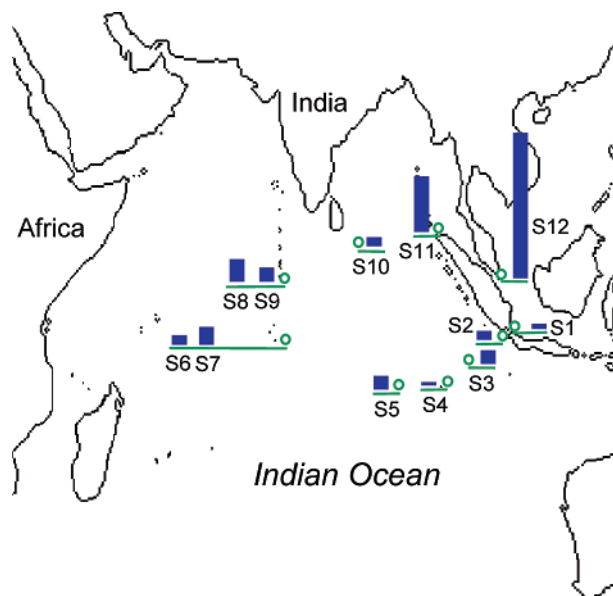 India
Africa
S12
S11
S10
S8 S9
S2 S1
S6 S7
S3
S5 S4
Indian Ocean